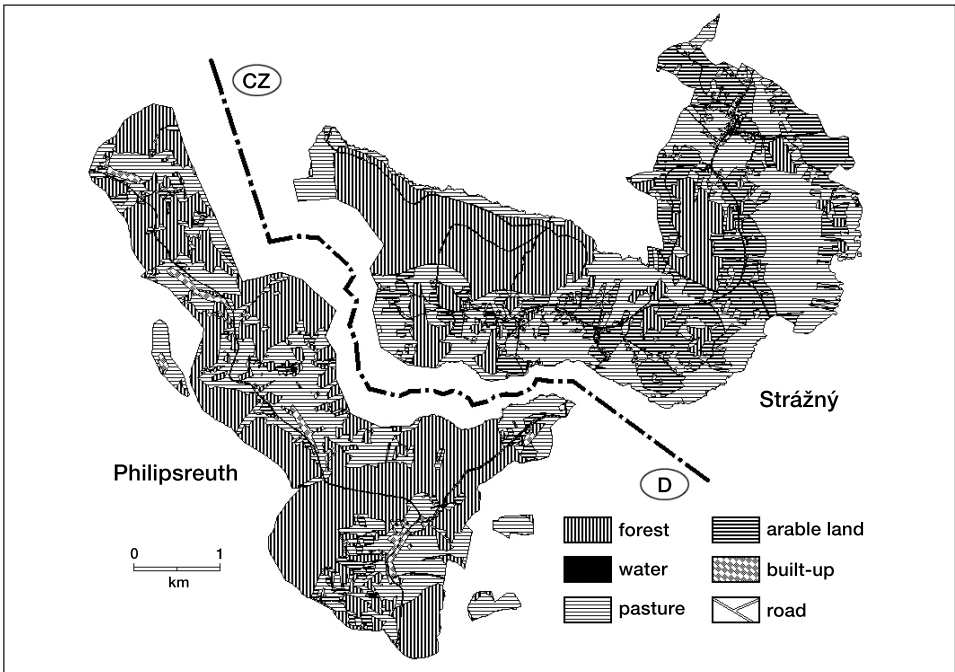 CZ
Strážný
Philipsreuth
D
0 1
km
forest
water
pasture
arable land
built-up
road